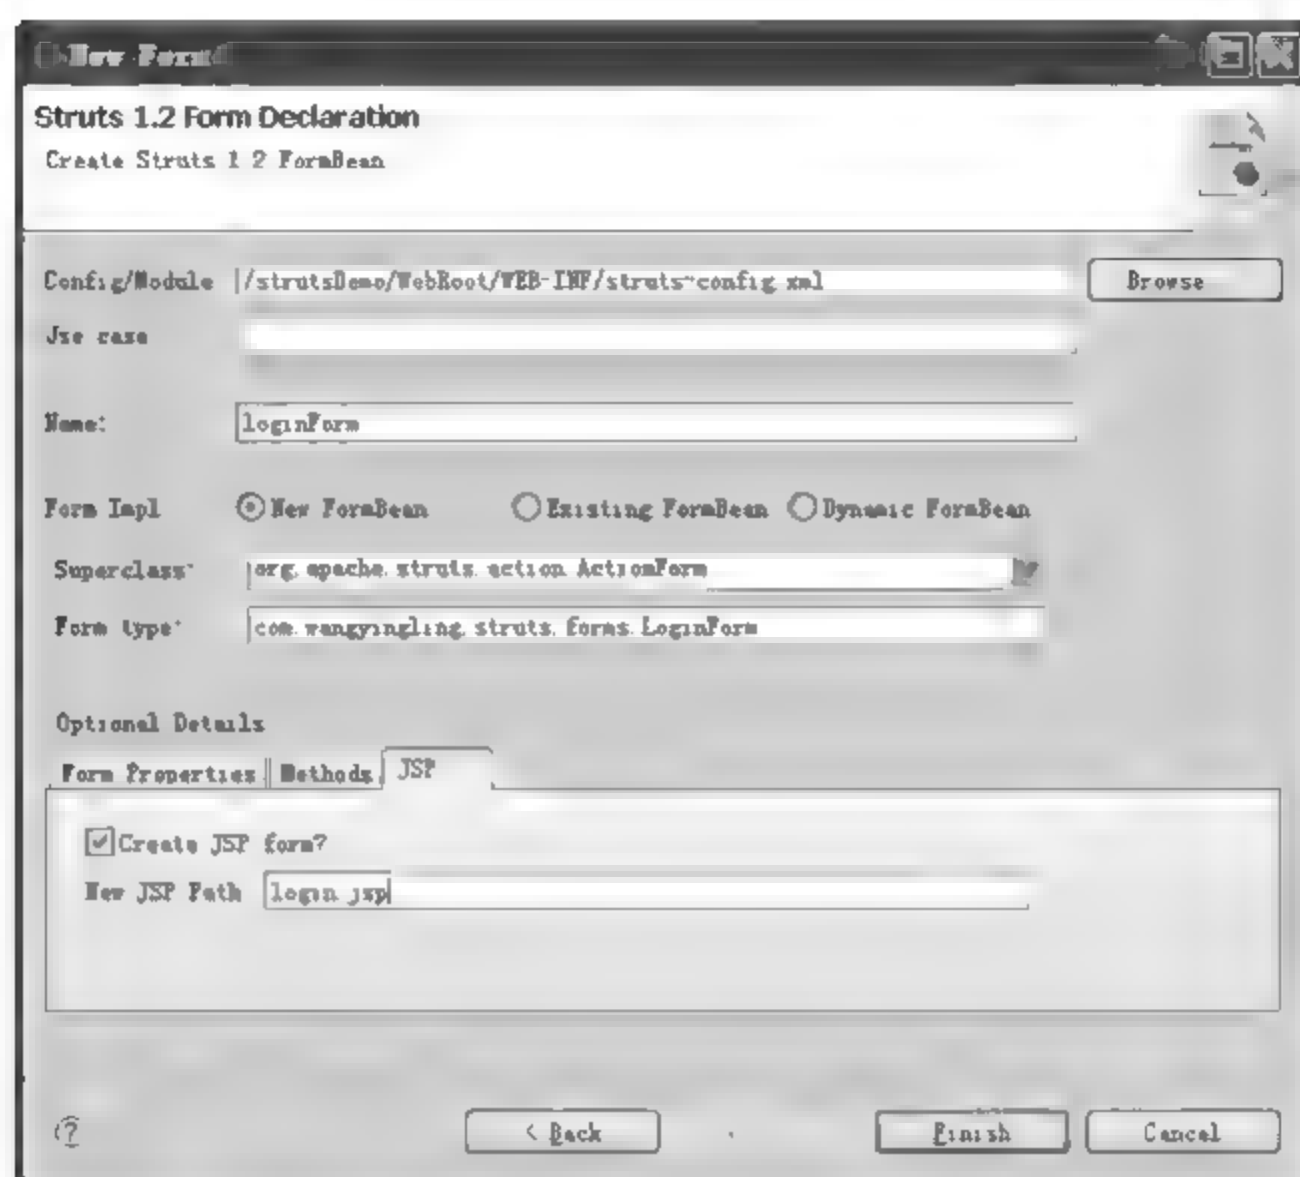 New Form
Struts 1.2 Form Declaration
Create Struts 1 2 FormBean
Config/Module /strutsDemo/WebRoot/WEB-INF/struts-config xml Browse
Use case
Name: loginForm
Form Impl New FormBean Existing FormBean Dynamic FormBean
Superclass: org.apache.struts.action.ActionForm
Form type: com.wangyingling.struts.forms.LoginForm
Optional Details
Form Properties Methods JSP
Create JSP form?
New JSP Path login jsp
? < Back Finish Cancel